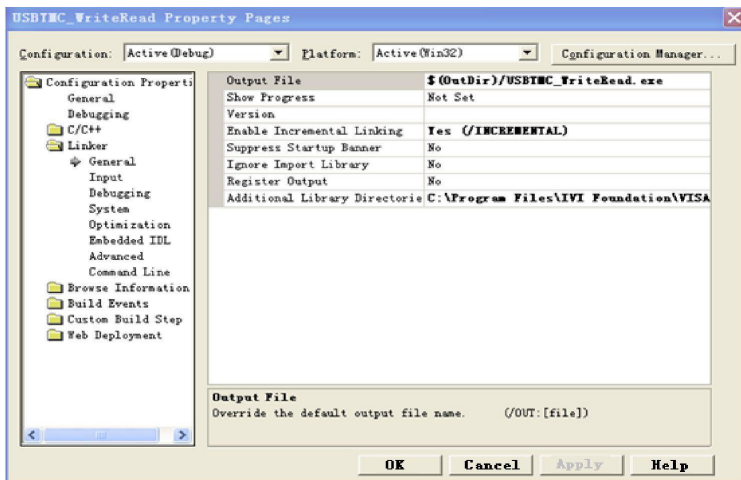 USBTMC_WriteRead Property Pages
Configuration: Active(Debug) Platform: Active(Win32) Configuration Manager...
Configuration Properti
General
Debugging
C/C++
Linker
General
Input
Debugging
System
Optimization
Embedded IDL
Advanced
Command Line
Browse Information
Build Events
Custom Build Step
Web Deployment
Output File $(OutDir)/USBTMC_WriteRead.exe
Show Progress Not Set
Version
Enable Incremental Linking Yes (/INCREMENTAL)
Suppress Startup Banner No
Ignore Import Library No
Register Output No
Additional Library Directorie C:\Program Files\IVI Foundation\VISA
Output File
Override the default output file name. (/OUT:[file])
OK Cancel Apply Help